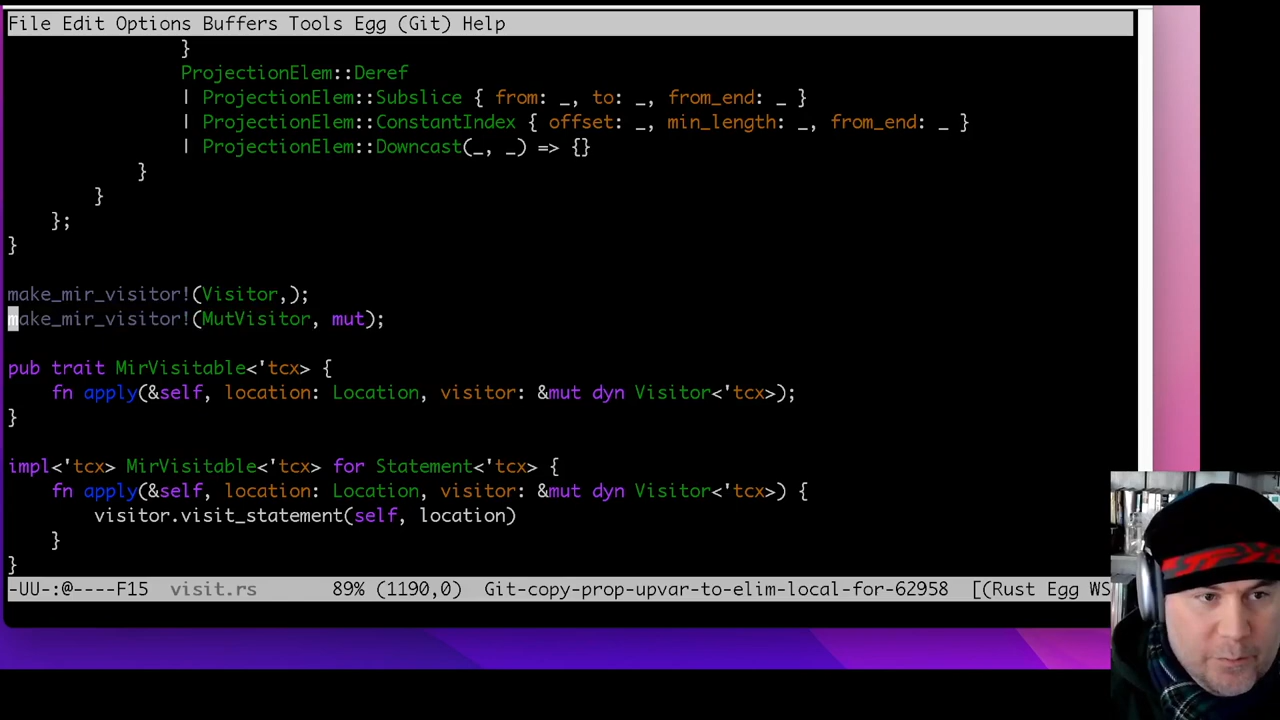 File Edit Options Buffers Tools Egg (Git) Help
}
ProjectionElem::Deref
| ProjectionElem::Subslice { from: _, to: _, from_end: _ }
| ProjectionElem::ConstantIndex { offset: _, min_length: _, from_end: _ }
| ProjectionElem::Downcast(_, _) => {}
}
}
};
}
make_mir_visitor!(Visitor,);
make_mir_visitor!(MutVisitor, mut);
pub trait MirVisitable<'tcx> {
fn apply(&self, location: Location, visitor: &mut dyn Visitor<'tcx>);
}
impl<'tcx> MirVisitable<'tcx> for Statement<'tcx> {
fn apply(&self, location: Location, visitor: &mut dyn Visitor<'tcx>) {
visitor.visit_statement(self, location)
}
}
-UU-:@----F15 visit.rs 89% (1190,0) Git-copy-prop-upvar-to-elim-local-for-62958 [(Rust Egg WS